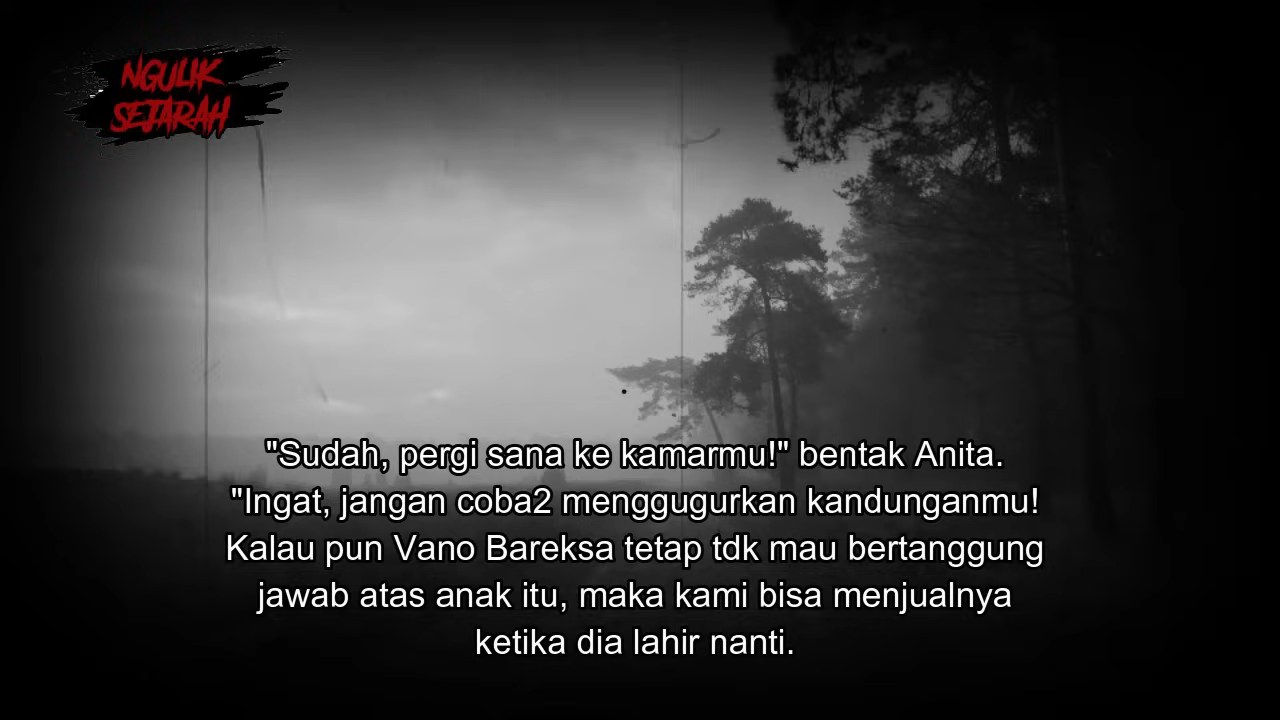 NGULIK
SEJARAH
"Sudah, pergi sana ke kamarmu!" bentak Anita.
"Ingat, jangan coba2 menggugurkan kandunganmu!
Kalau pun Vano Bareksa tetap tdk mau bertanggung
jawab atas anak itu, maka kami bisa menjualnya
ketika dia lahir nanti.